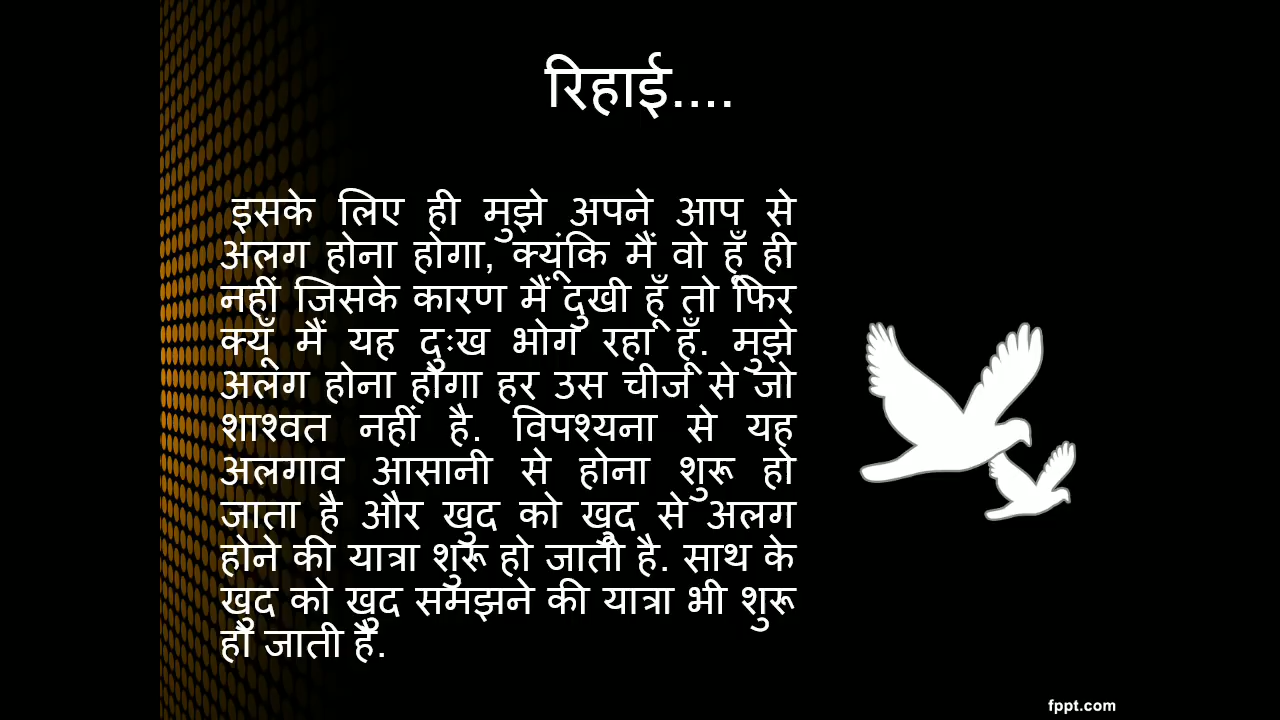 रिहाई....
इसके लिए ही मुझे अपने आप से
अलग होना होगा, क्यूंकि मैं वो हूँ ही
नहीं जिसके कारण मैं दुखी हूँ तो फिर
क्यूँ मैं यह दुःख भोग रहा हूँ. मुझे
अलग होना होगा हर उस चीज से जो
शाश्वत नहीं है. विपश्यना से यह
अलगाव आसानी से होना शुरू हो
जाता है और खुद को खुद से अलग
होने की यात्रा शुरू हो जाती है. साथ के
खुद को खुद समझने की यात्रा भी शुरू
हो जाती है.
fppt.com